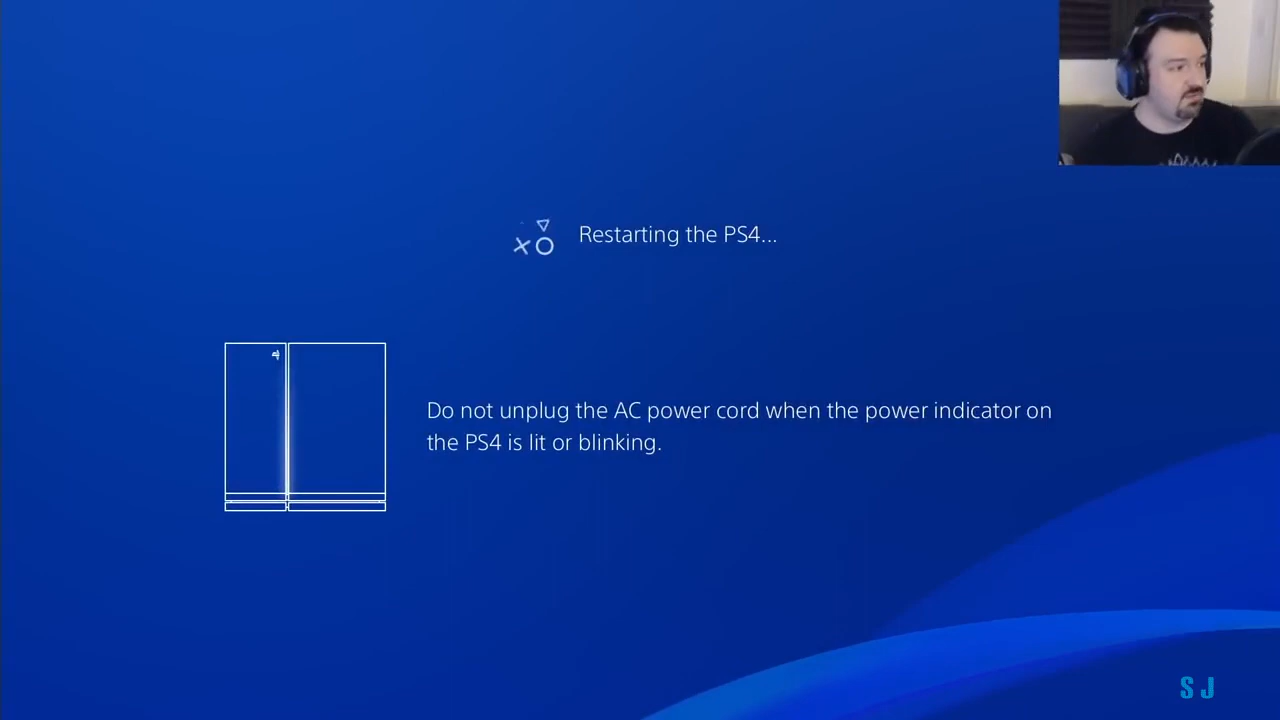 Restarting the PS4...
Do not unplug the AC power cord when the power indicator on
the PS4 is lit or blinking.
S J